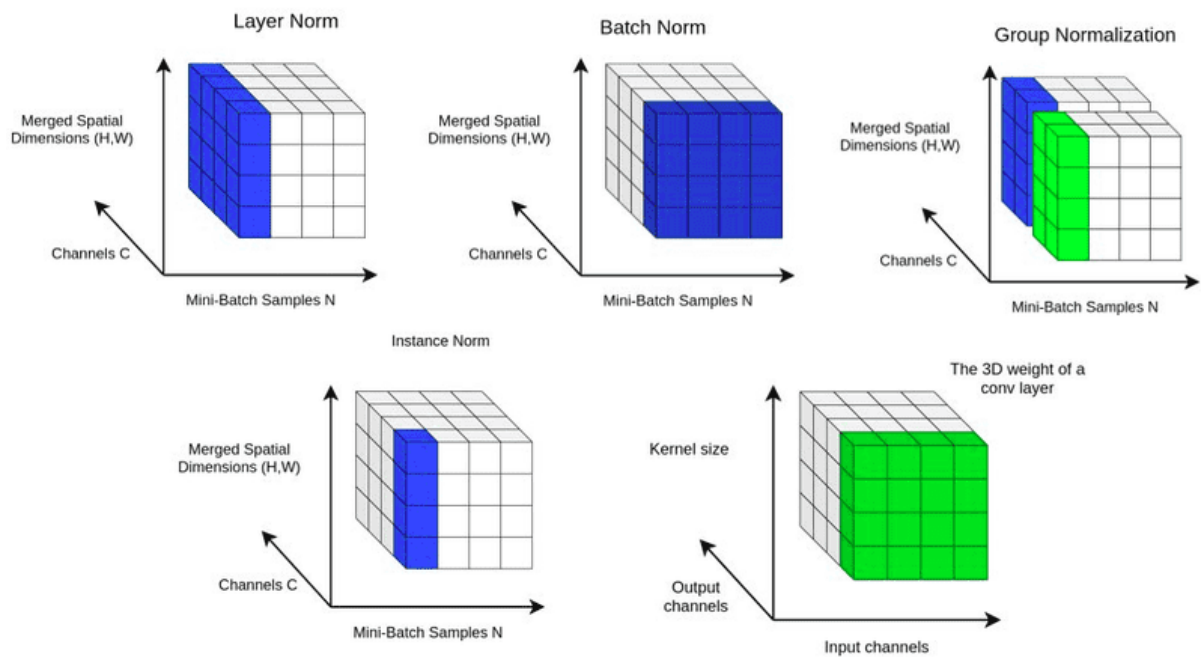 Layer Norm
Merged Spatial
Dimensions (H,W)
Channels C
Mini-Batch Samples N
Batch Norm
Merged Spatial
Dimensions (H,W)
Channels C
Mini-Batch Samples N
Group Normalization
Merged Spatial
Dimensions (H,W)
Channels C
Mini-Batch Samples N
Instance Norm
Merged Spatial
Dimensions (H,W)
Channels C
Mini-Batch Samples N
The 3D weight of a
conv layer
Kernel size
Output
channels
Input channels